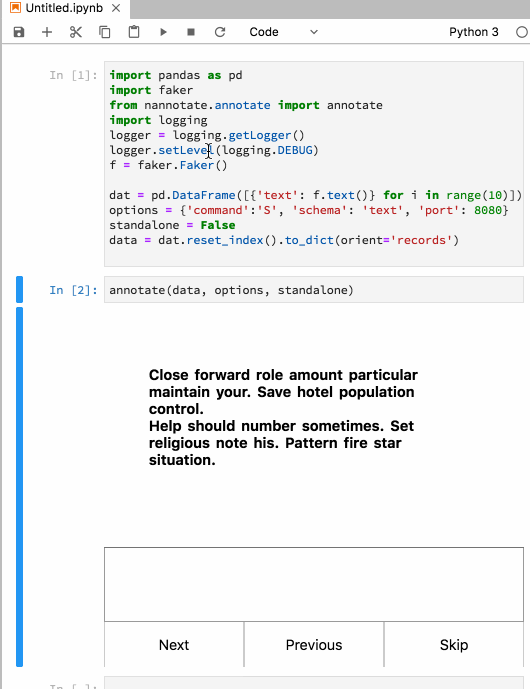 Untitled.ipynb
Code
Python 3
In [1]:
import pandas as pd
import faker
from nannotate.annotate import annotate
import logging
logger = logging.getLogger()
logger.setLevel(logging.DEBUG)
f = faker.Faker()
dat = pd.DataFrame([{'text': f.text()} for i in range(10)])
options = {'command':'S', 'schema': 'text', 'port': 8080}
standalone = False
data = dat.reset_index().to_dict(orient='records')
In [2]:
annotate(data, options, standalone)
Close forward role amount particular
maintain your. Save hotel population
control.
Help should number sometimes. Set
religious note his. Pattern fire star
situation.
Next Previous Skip
In [ ]: